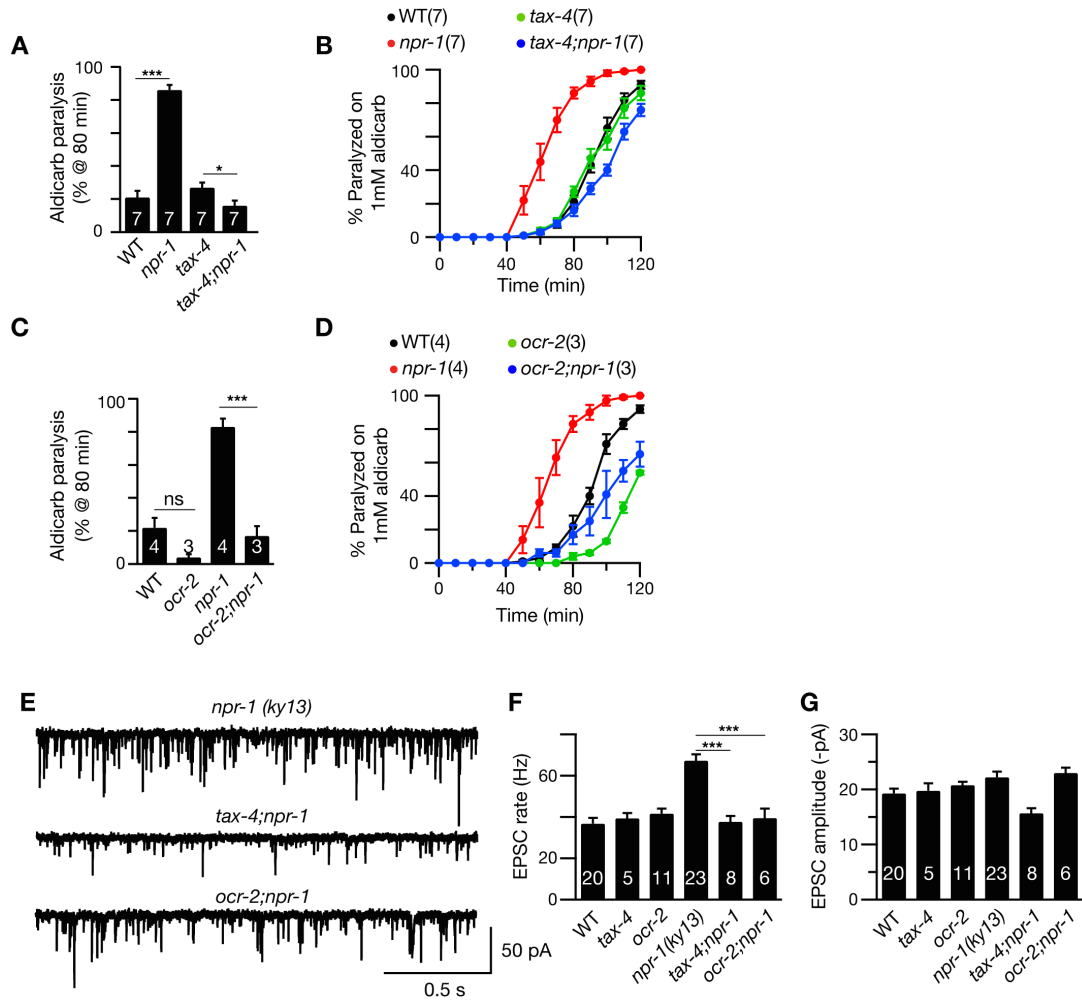 A
Aldicarb paralysis
(% @ 80 min)
100
0
***
*
7
7
7
7
WT
npr-1
tax-4
tax-4;npr-1
B
WT(7)
tax-4(7)
npr-1(7)
tax-4;npr-1(7)
% Paralyzed on
1mM aldicarb
100
40
0
0
40
80
120
Time (min)
C
Aldicarb paralysis
(% @ 80 min)
100
0
ns
***
4
3
4
3
WT
ocr-2
npr-1
ocr-2;npr-1
D
WT(4)
ocr-2(3)
npr-1(4)
ocr-2;npr-1(3)
% Paralyzed on
1mM aldicarb
100
40
0
0
40
80
120
Time (min)
E
npr-1 (ky13)
tax-4;npr-1
ocr-2;npr-1
50 pA
0.5 s
F
EPSC rate (Hz)
60
20
0
***
***
20
5
11
23
8
6
WT
tax-4
ocr-2
npr-1(ky13)
tax-4;npr-1
ocr-2;npr-1
G
EPSC amplitude (-pA)
30
20
10
0
20
5
11
23
8
6
WT
tax-4
ocr-2
npr-1(ky13)
tax-4;npr-1
ocr-2;npr-1